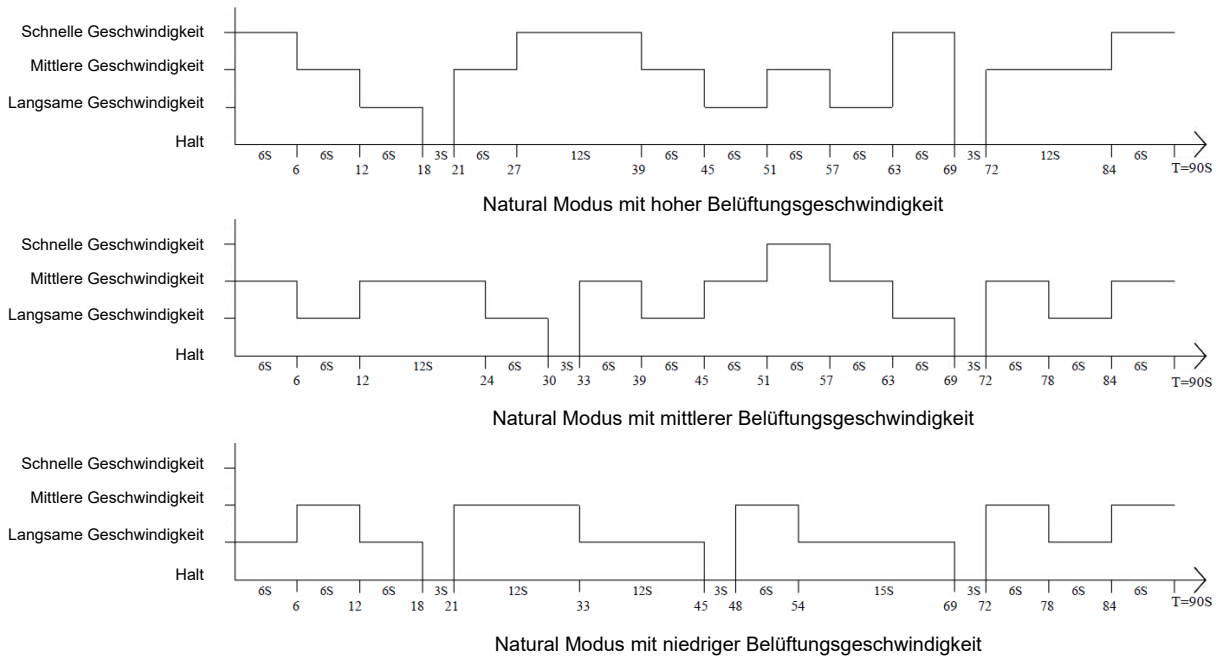 Schnelle Geschwindigkeit
Mittlere Geschwindigkeit
Langsame Geschwindigkeit
Halt
6S 6S 6S 3S 6S 12S 6S 6S 6S 6S 6S 3S 12S 6S
6 12 18 21 27 39 45 51 57 63 69 72 84 T=90S
Natural Modus mit hoher Belüftungsgeschwindigkeit
Schnelle Geschwindigkeit
Mittlere Geschwindigkeit
Langsame Geschwindigkeit
Halt
6S 6S 12S 6S 3S 6S 6S 6S 6S 6S 6S 3S 6S 6S 6S
6 12 24 30 33 39 45 51 57 63 69 72 78 84 T=90S
Natural Modus mit mittlerer Belüftungsgeschwindigkeit
Schnelle Geschwindigkeit
Mittlere Geschwindigkeit
Langsame Geschwindigkeit
Halt
6S 6S 6S 3S 12S 12S 3S 6S 15S 3S 6S 6S 6S
6 12 18 21 33 45 48 54 69 72 78 84 T=90S
Natural Modus mit niedriger Belüftungsgeschwindigkeit